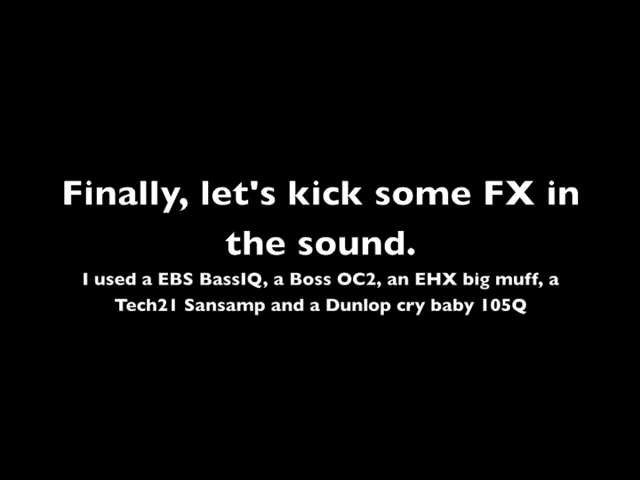 Finally, let's kick some FX in
the sound.
I used a EBS BassIQ, a Boss OC2, an EHX big muff, a
Tech21 Sansamp and a Dunlop cry baby 105Q